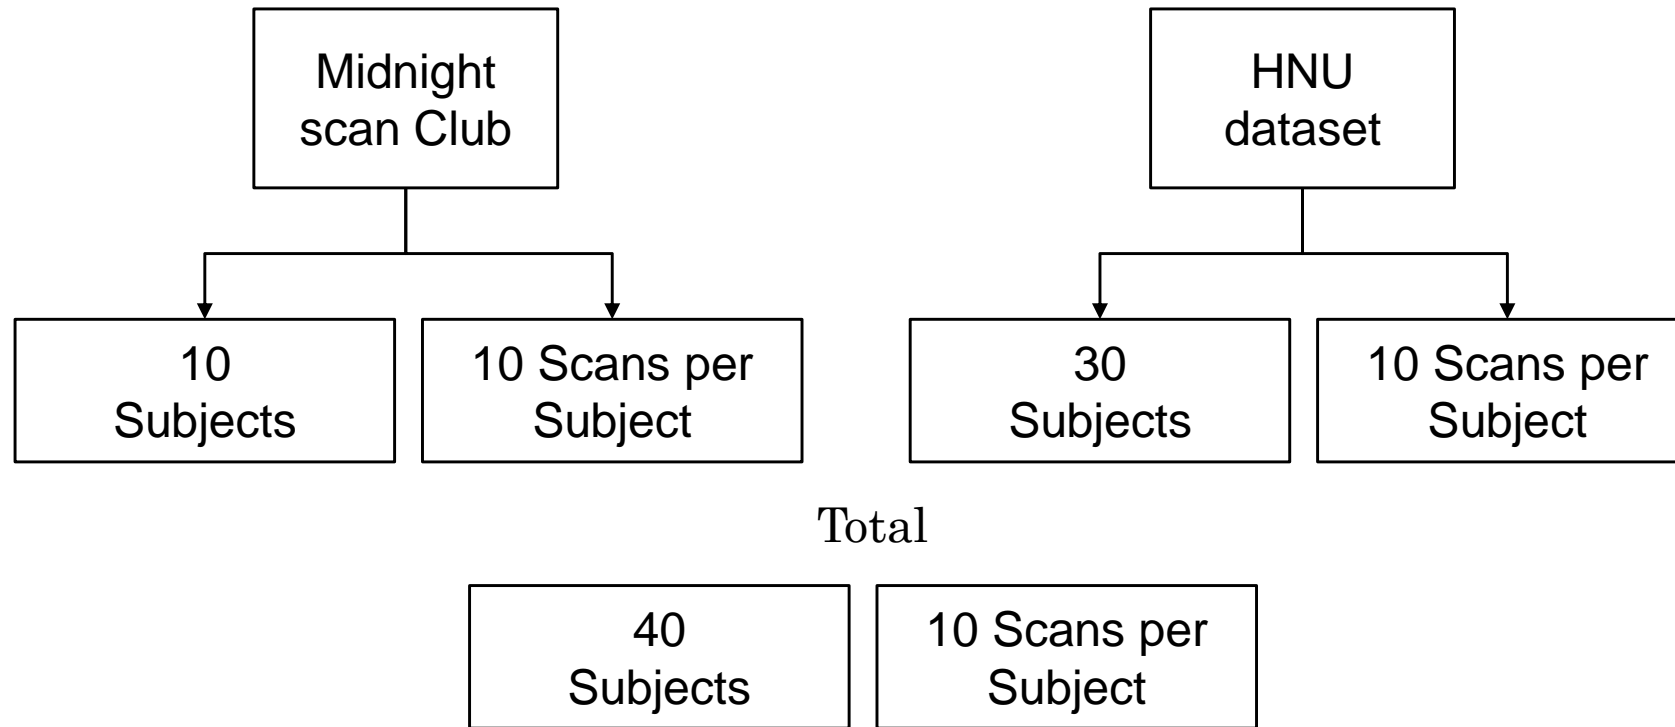 Midnight
scan Club
HNU
dataset
10
Subjects
10 Scans per
Subject
30
Subjects
10 Scans per
Subject
Total
40
Subjects
10 Scans per
Subject